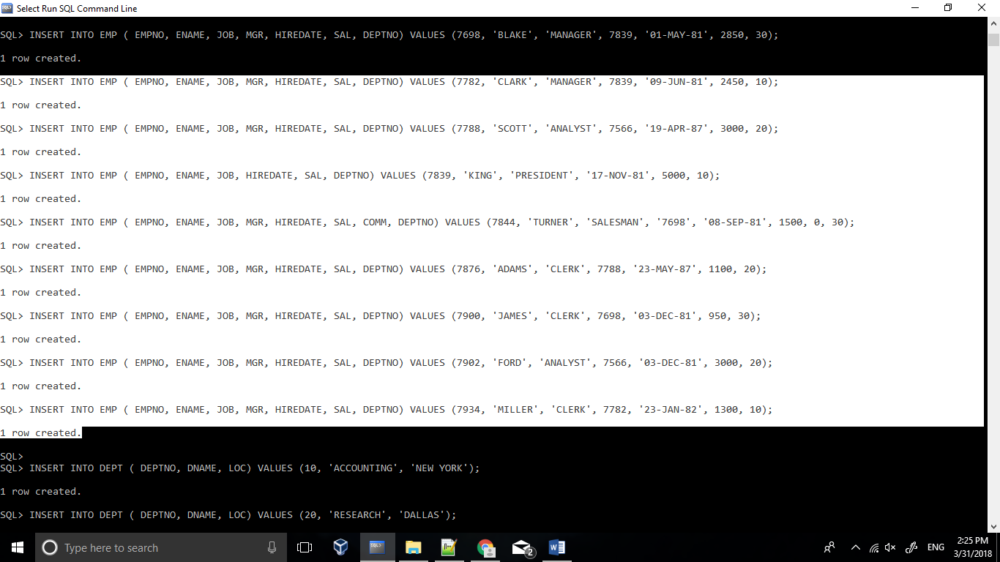 Select Run SQL Command Line
SQL> INSERT INTO EMP ( EMPNO, ENAME, JOB, MGR, HIREDATE, SAL, DEPTNO) VALUES (7698, 'BLAKE', 'MANAGER', 7839, '01-MAY-81', 2850, 30);
1 row created.
SQL> INSERT INTO EMP ( EMPNO, ENAME, JOB, MGR, HIREDATE, SAL, DEPTNO) VALUES (7782, 'CLARK', 'MANAGER', 7839, '09-JUN-81', 2450, 10);
1 row created.
SQL> INSERT INTO EMP ( EMPNO, ENAME, JOB, MGR, HIREDATE, SAL, DEPTNO) VALUES (7788, 'SCOTT', 'ANALYST', 7566, '19-APR-87', 3000, 20);
1 row created.
SQL> INSERT INTO EMP ( EMPNO, ENAME, JOB, HIREDATE, SAL, DEPTNO) VALUES (7839, 'KING', 'PRESIDENT', '17-NOV-81', 5000, 10);
1 row created.
SQL> INSERT INTO EMP ( EMPNO, ENAME, JOB, MGR, HIREDATE, SAL, COMM, DEPTNO) VALUES (7844, 'TURNER', 'SALESMAN', '7698', '08-SEP-81', 1500, 0, 30);
1 row created.
SQL> INSERT INTO EMP ( EMPNO, ENAME, JOB, MGR, HIREDATE, SAL, DEPTNO) VALUES (7876, 'ADAMS', 'CLERK', 7788, '23-MAY-87', 1100, 20);
1 row created.
SQL> INSERT INTO EMP ( EMPNO, ENAME, JOB, MGR, HIREDATE, SAL, DEPTNO) VALUES (7900, 'JAMES', 'CLERK', 7698, '03-DEC-81', 950, 30);
1 row created.
SQL> INSERT INTO EMP ( EMPNO, ENAME, JOB, MGR, HIREDATE, SAL, DEPTNO) VALUES (7902, 'FORD', 'ANALYST', 7566, '03-DEC-81', 3000, 20);
1 row created.
SQL> INSERT INTO EMP ( EMPNO, ENAME, JOB, MGR, HIREDATE, SAL, DEPTNO) VALUES (7934, 'MILLER', 'CLERK', 7782, '23-JAN-82', 1300, 10);
1 row created.
SQL>
SQL> INSERT INTO DEPT ( DEPTNO, DNAME, LOC) VALUES (10, 'ACCOUNTING', 'NEW YORK');
1 row created.
SQL> INSERT INTO DEPT ( DEPTNO, DNAME, LOC) VALUES (20, 'RESEARCH', 'DALLAS');
Type here to search
2
ENG
2:25 PM
3/31/2018